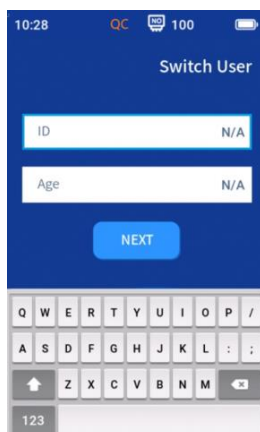 10:28 QC NO 100
Switch User
ID N/A
Age N/A
NEXT
Q W E R T Y U I O P /
A S D F G H J K L : ;
Z X C V B N M
123